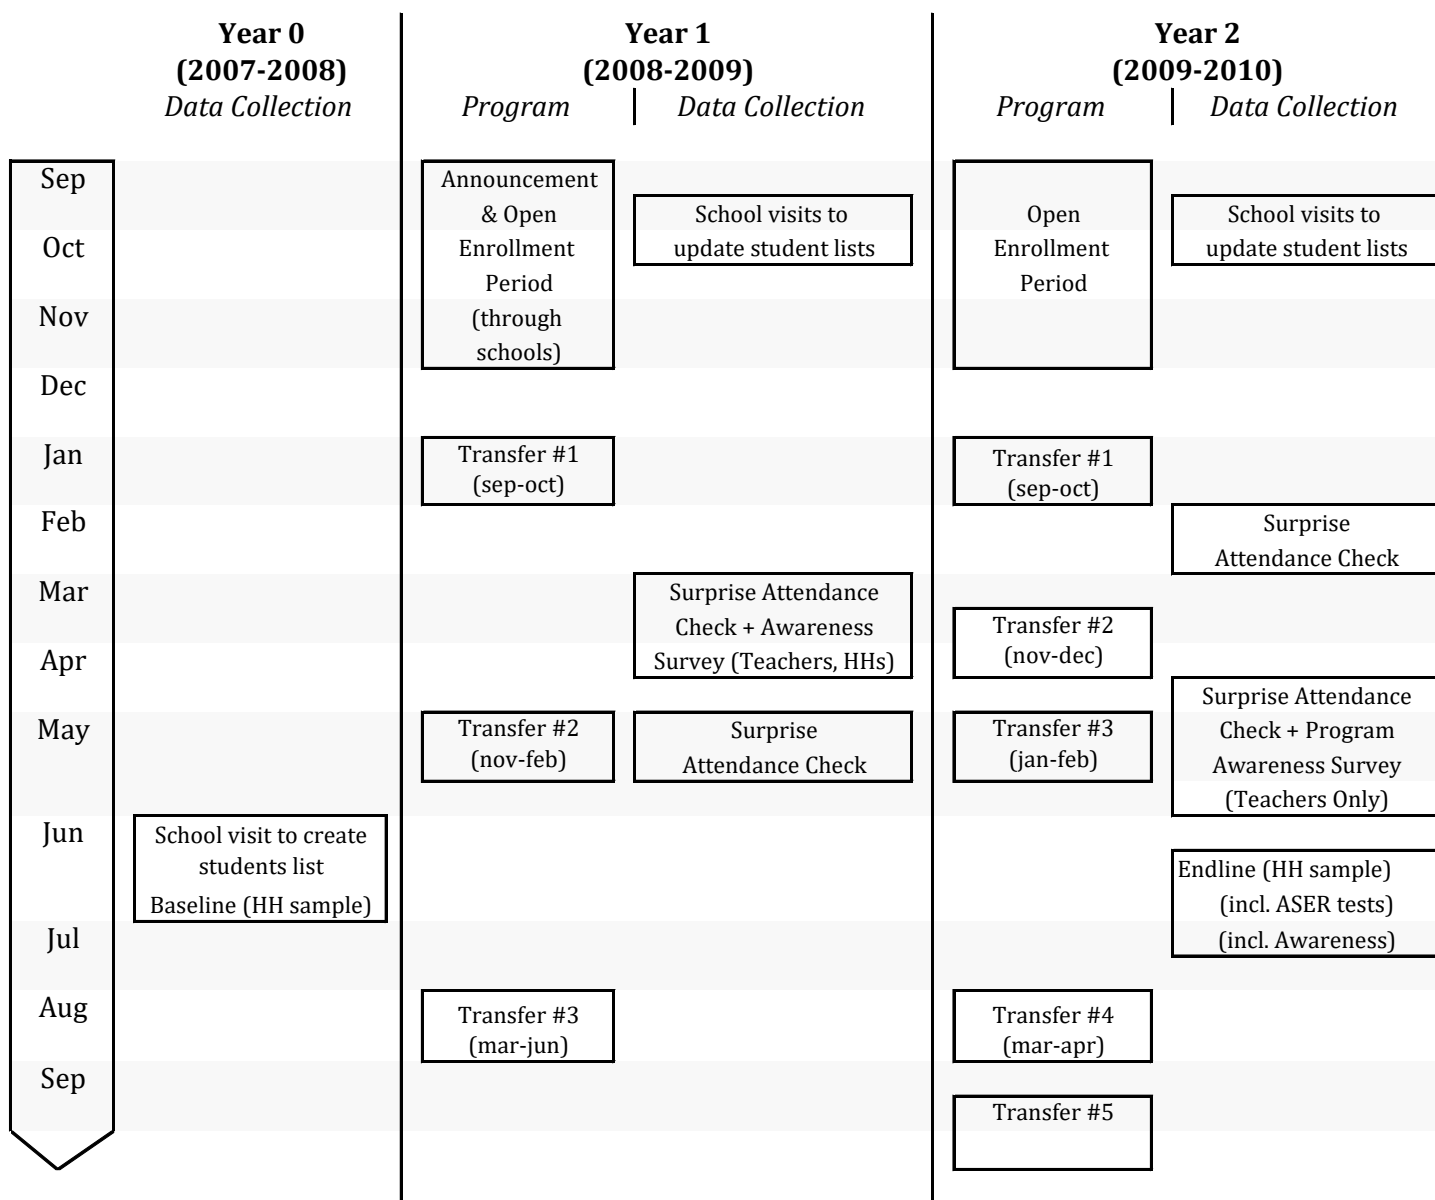 Year 0
(2007-2008)
Data Collection
Year 1
(2008-2009)
Program
Data Collection
Year 2
(2009-2010)
Program
Data Collection
Sep
Oct
Nov
Dec
Jan
Feb
Mar
Apr
May
Jun
Jul
Aug
Sep
School visit to create
students list
Baseline (HH sample)
Announcement
& Open
Enrollment
Period
(through
schools)
Transfer #1
(sep-oct)
Transfer #2
(nov-feb)
Transfer #3
(mar-jun)
School visits to
update student lists
Surprise Attendance
Check + Awareness
Survey (Teachers, HHs)
Surprise
Attendance Check
Open
Enrollment
Period
Transfer #1
(sep-oct)
Transfer #2
(nov-dec)
Transfer #3
(jan-feb)
Transfer #4
(mar-apr)
Transfer #5
School visits to
update student lists
Surprise
Attendance Check
Surprise Attendance
Check + Program
Awareness Survey
(Teachers Only)
Endline (HH sample)
(incl. ASER tests)
(incl. Awareness)